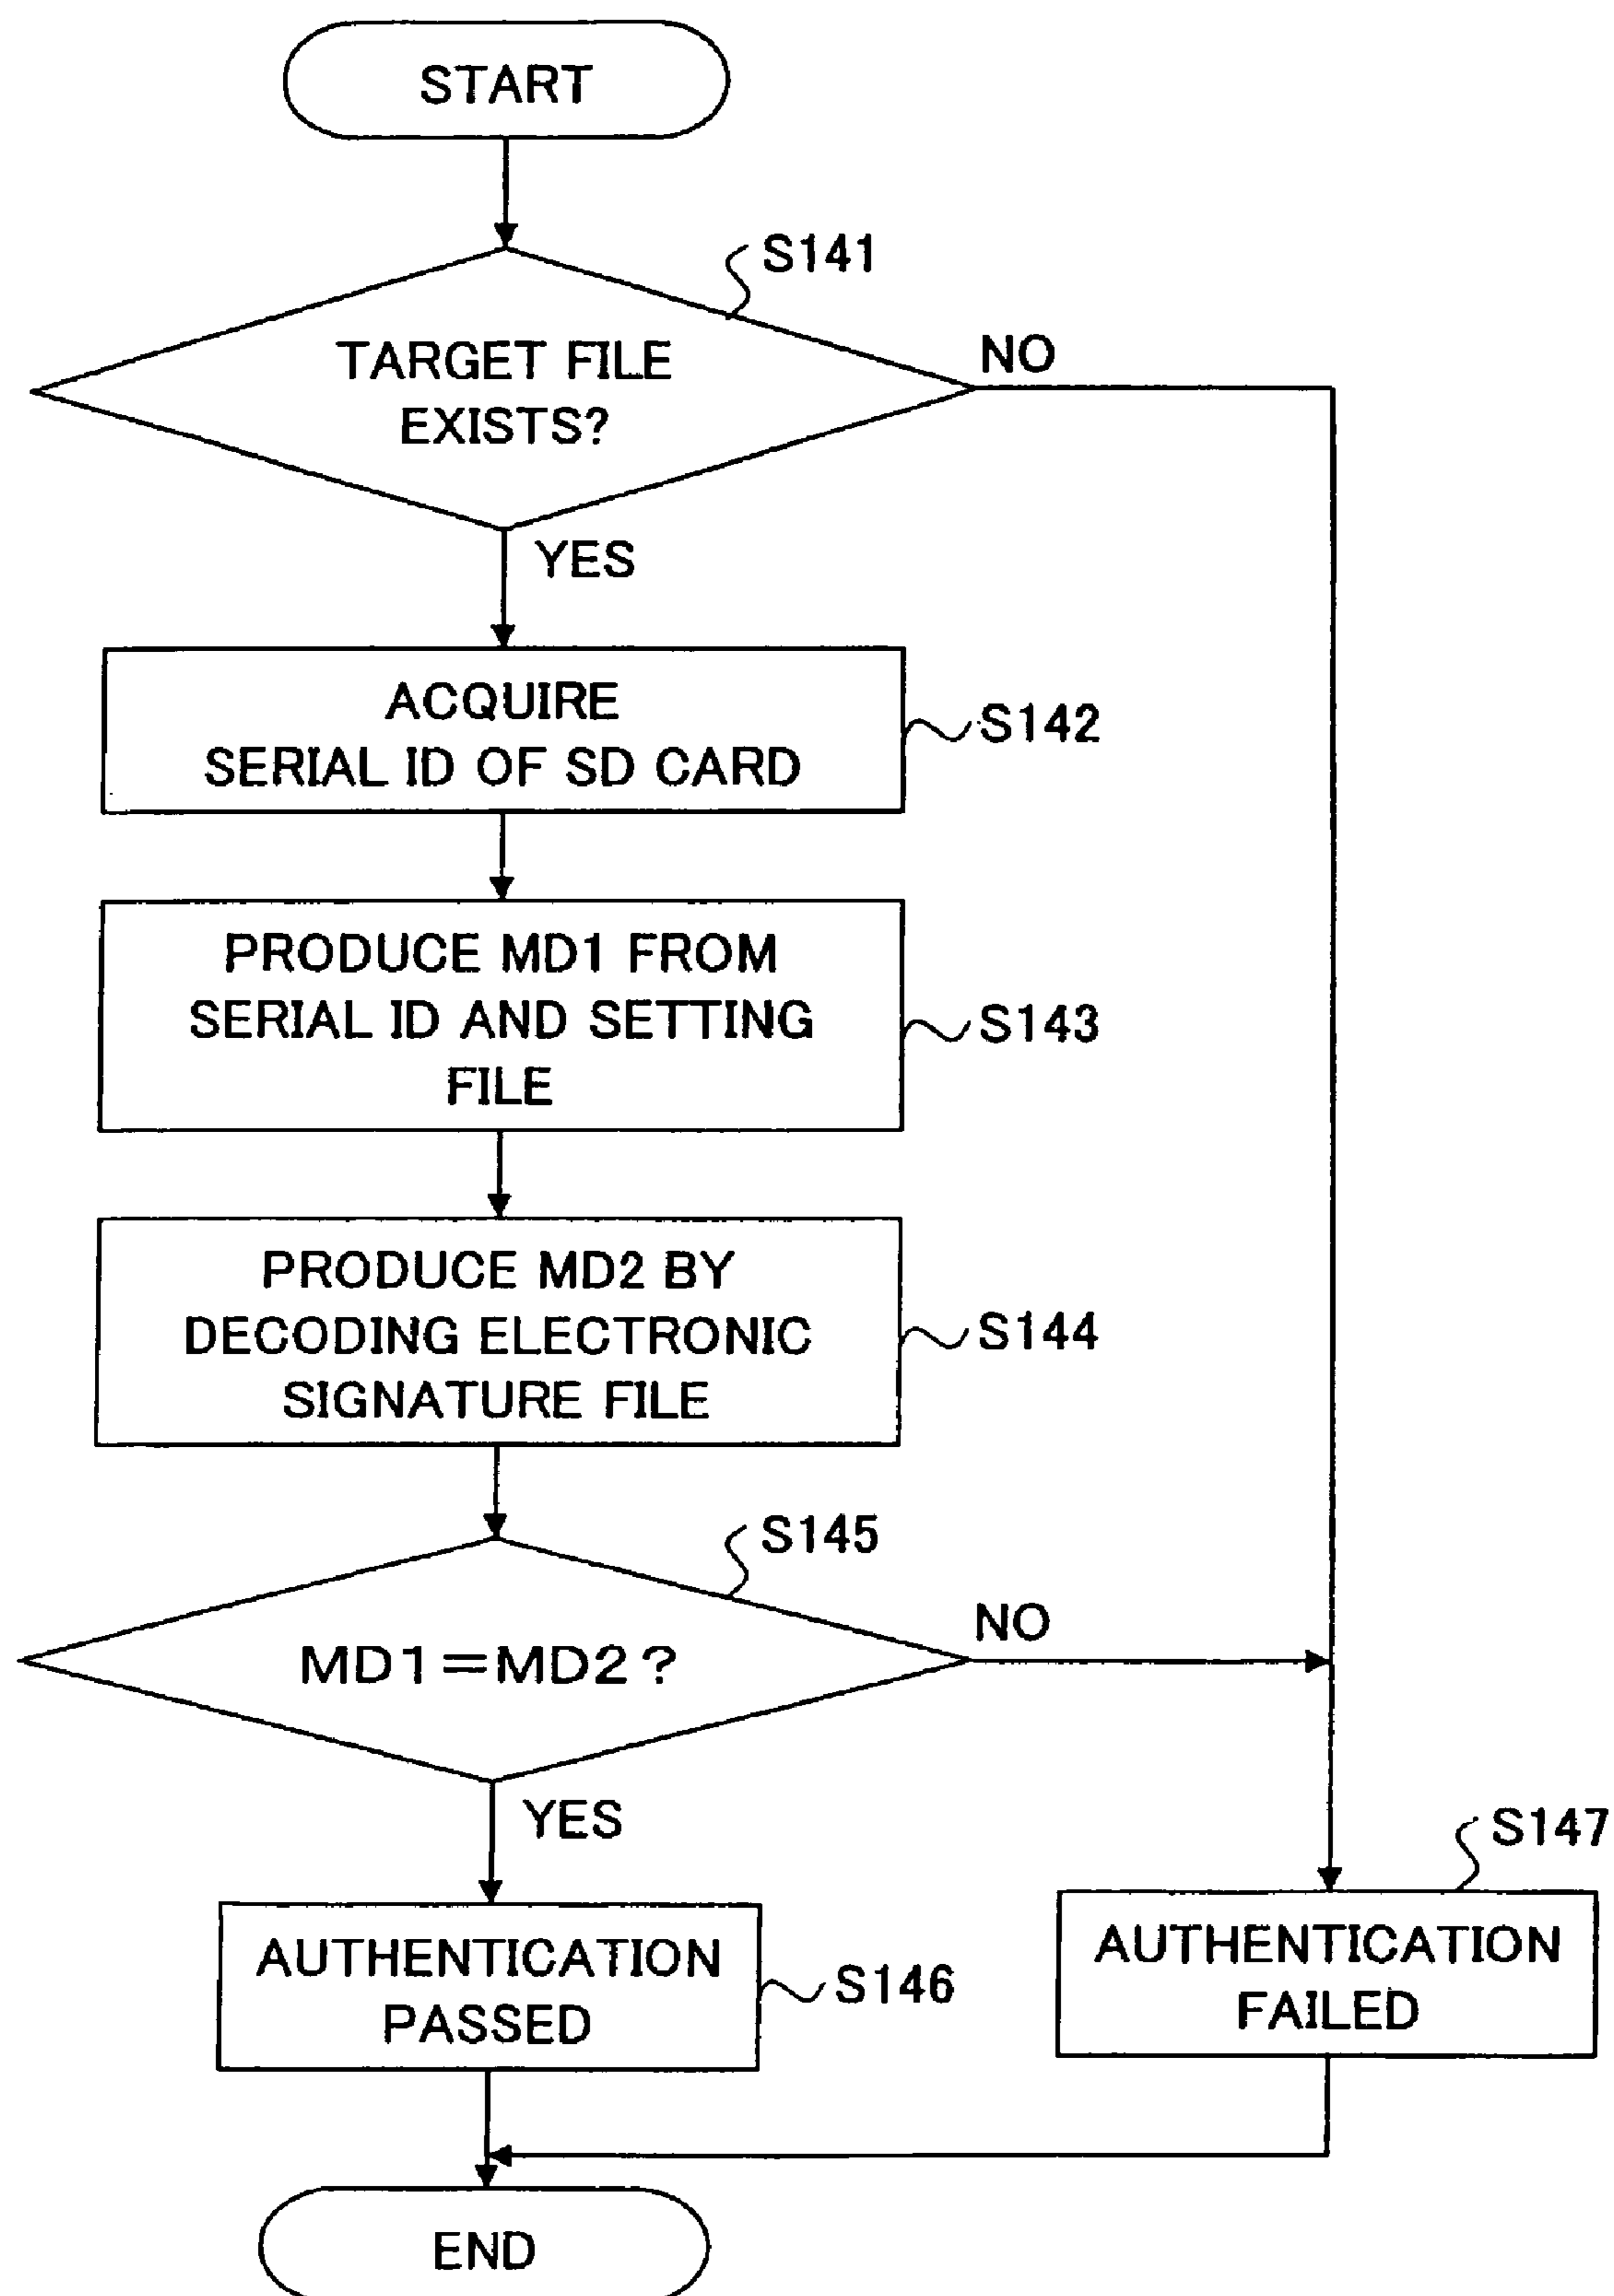 START
S141
TARGET FILE
EXISTS?
NO
YES
ACQUIRE
SERIAL ID OF SD CARD
S142
PRODUCE MD1 FROM
SERIAL ID AND SETTING
FILE
S143
PRODUCE MD2 BY
DECODING ELECTRONIC
SIGNATURE FILE
S144
S145
MD1=MD2?
NO
YES
AUTHENTICATION
PASSED
S146
S147
AUTHENTICATION
FAILED
END